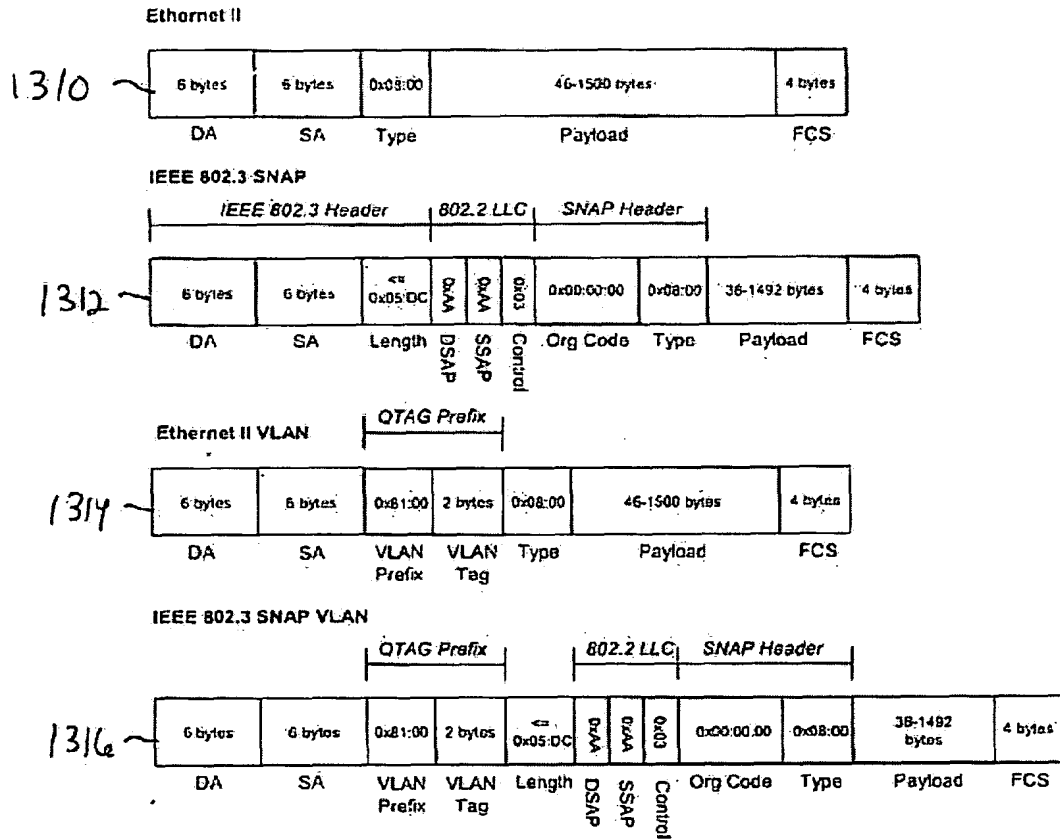 Ethernet II
1310
6 bytes 6 bytes 0x08:00 46-1500 bytes 4 bytes
DA SA Type Payload FCS
IEEE 802.3 SNAP
IEEE 802.3 Header 802.2 LLC SNAP Header
1312
6 bytes 6 bytes <= 0x05:DC 0xAA 0xAA 0x03 0x00:00:00 0x08:00 38-1492 bytes 4 bytes
DA SA Length DSAP SSAP Control Org Code Type Payload FCS
QTAG Prefix
Ethernet II VLAN
1314
6 bytes 6 bytes 0x81:00 2 bytes 0x08:00 46-1500 bytes 4 bytes
DA SA VLAN Prefix VLAN Tag Type Payload FCS
IEEE 802.3 SNAP VLAN
QTAG Prefix 802.2 LLC SNAP Header
1316
6 bytes 6 bytes 0x81:00 2 bytes <= 0x05:DC 0xAA 0xAA 0x03 0x00:00:00 0x08:00 38-1492 bytes 4 bytes
DA SA VLAN Prefix VLAN Tag Length DSAP SSAP Control Org Code Type Payload FCS